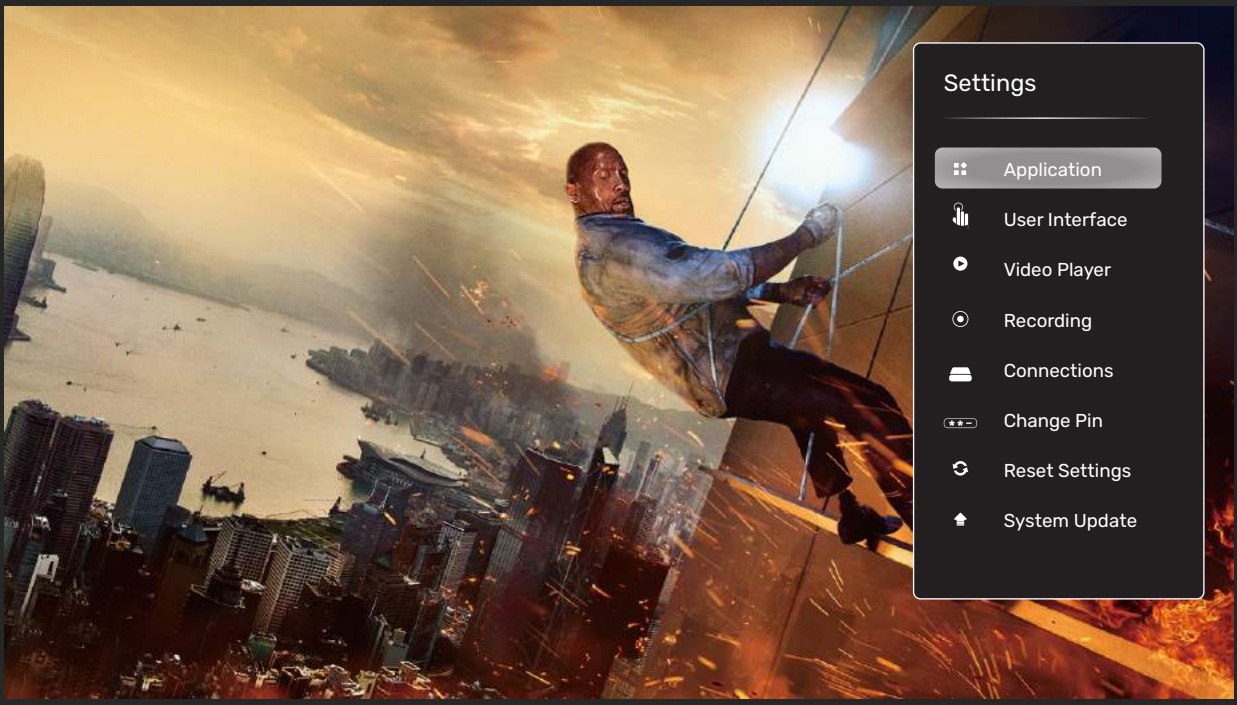 Settings
Application
User Interface
Video Player
Recording
Connections
**- Change Pin
Reset Settings
System Update